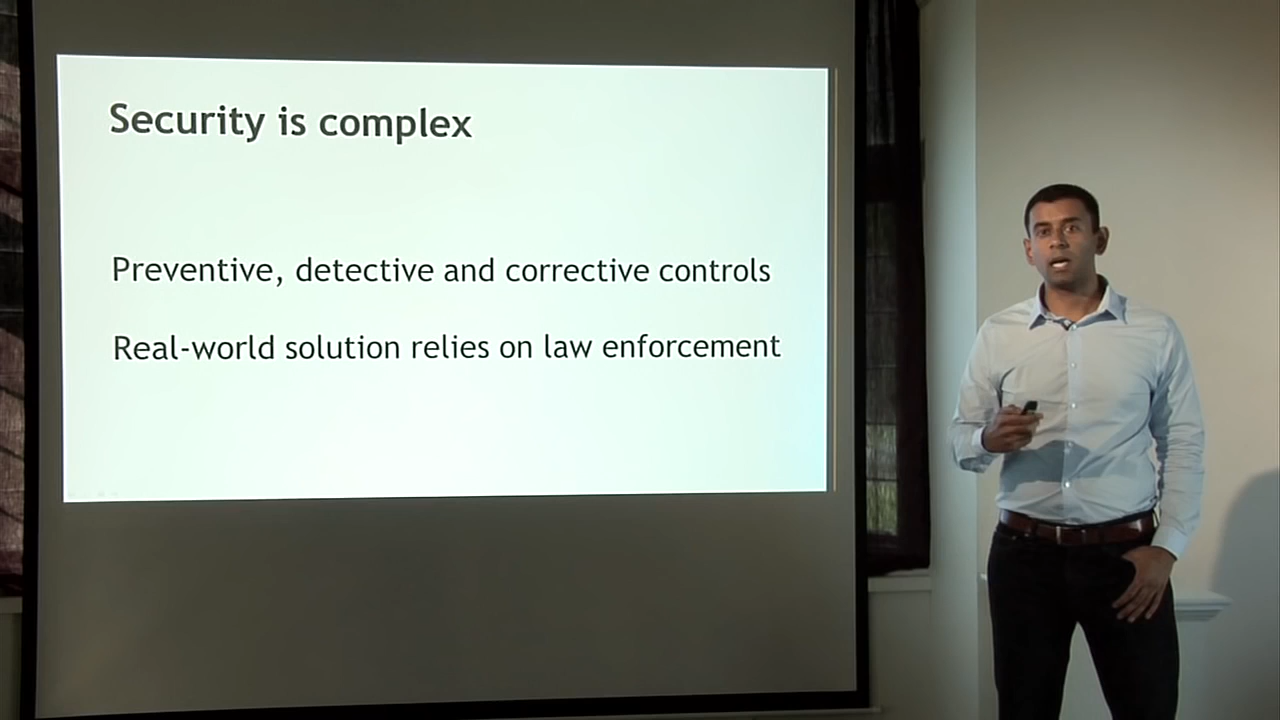 Security is complex
Preventive, detective and corrective controls
Real-world solution relies on law enforcement